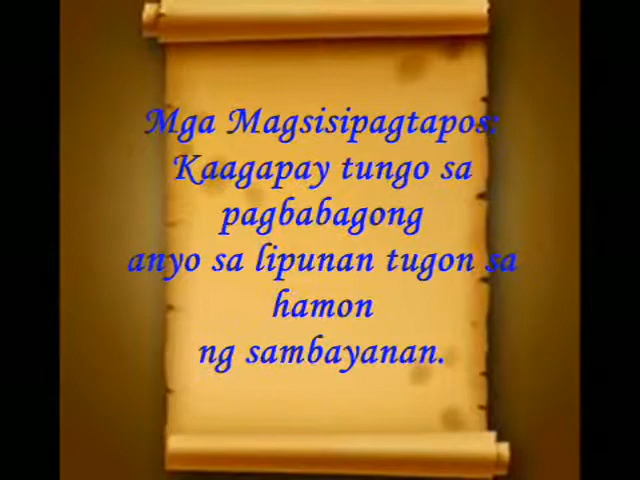 Mga Magsisipagtapos:
Kaagapay tungo sa
pagbabagong
anyo sa lipunan tugon sa
hamon
ng sambayanan.